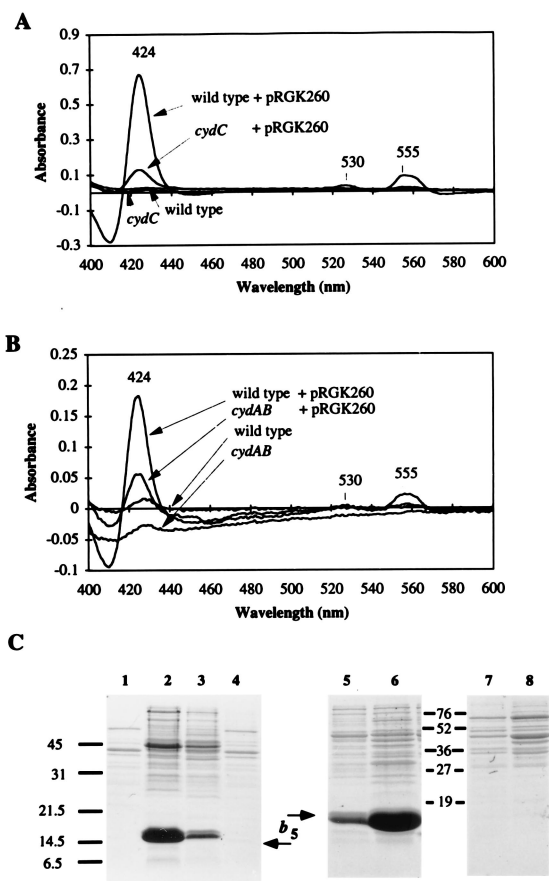 A
0.9
0.7
0.5
0.3
0.1
-0.1
-0.3
Absorbance
424
wild type + pRGK260
cydC + pRGK260
530
555
cydC
wild type
400 420 440 460 480 500 520 540 560 580 600
Wavelength (nm)
B
0.25
0.2
0.15
0.1
0.05
0
-0.05
-0.1
Absorbance
424
wild type + pRGK260
cydAB + pRGK260
wild type
cydAB
530
555
400 420 440 460 480 500 520 540 560 580 600
Wavelength (nm)
C
1 2 3 4 5 6 7 8
45
31
21.5
14.5
6.5
b5
76
52
36
27
19